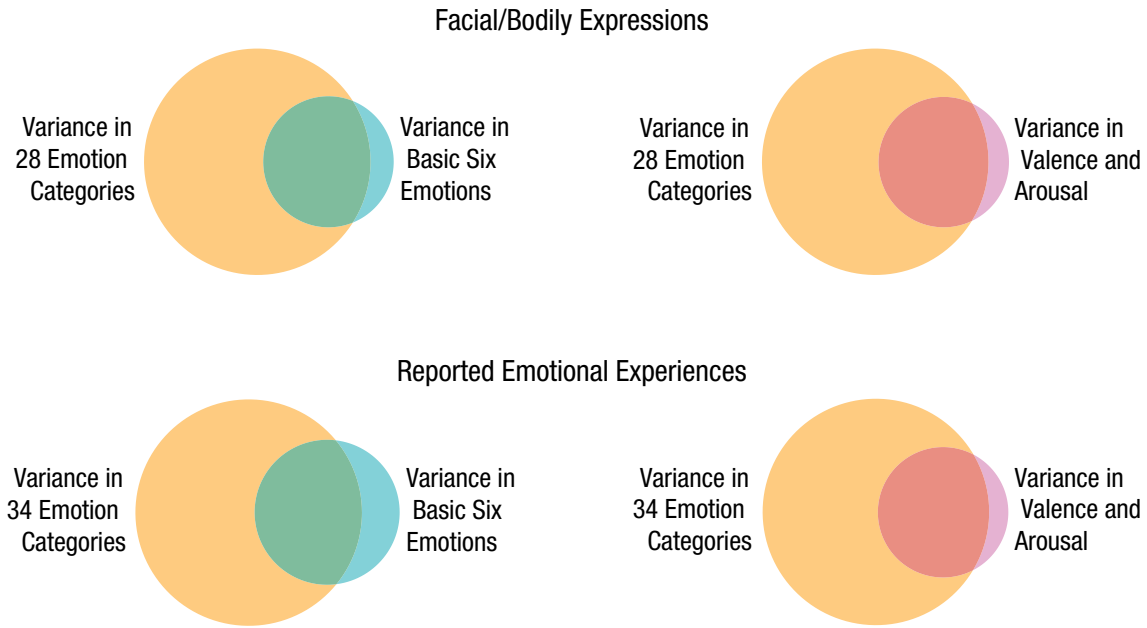 Facial/Bodily Expressions
Variance in
28 Emotion
Categories
Variance in
Basic Six
Emotions
Variance in
28 Emotion
Categories
Variance in
Valence and
Arousal
Reported Emotional Experiences
Variance in
34 Emotion
Categories
Variance in
Basic Six
Emotions
Variance in
34 Emotion
Categories
Variance in
Valence and
Arousal